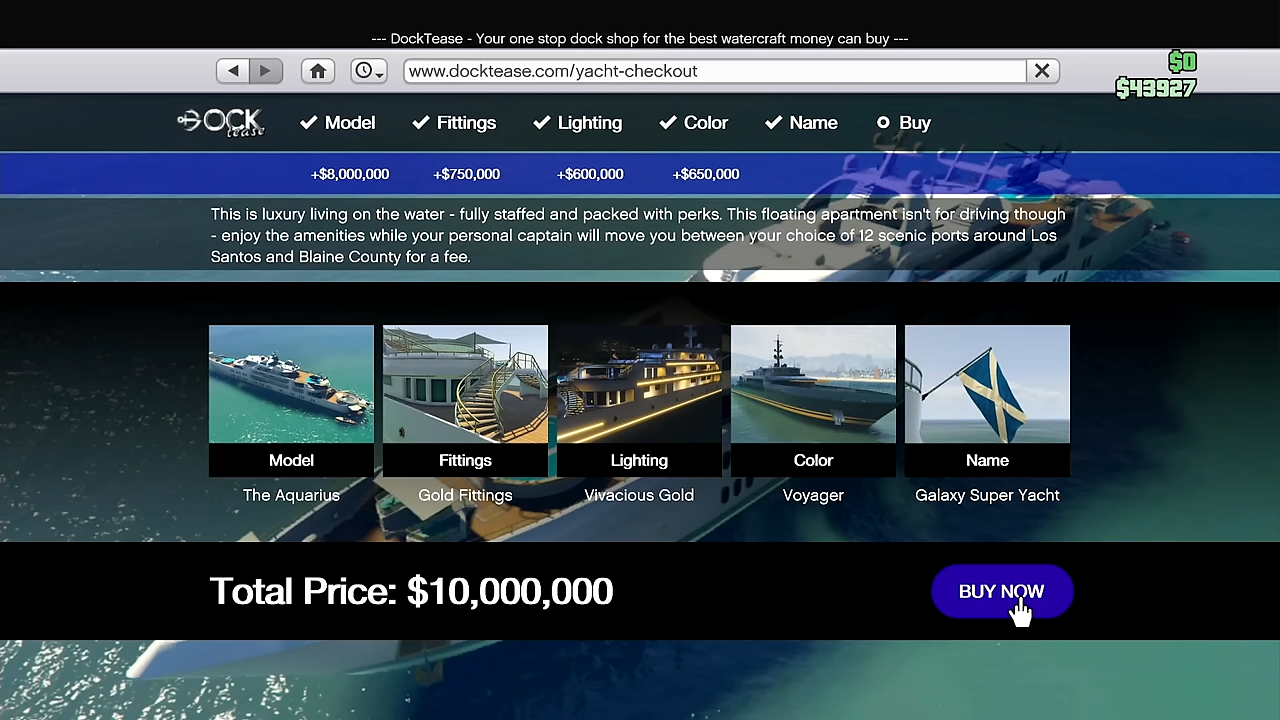 --- DockTease - Your one stop dock shop for the best watercraft money can buy ---
www.docktease.com/yacht-checkout
$0
$43927
DOCK
tease
Model
Fittings
Lighting
Color
Name
Buy
+$8,000,000
+$750,000
+$600,000
+$650,000
This is luxury living on the water - fully staffed and packed with perks. This floating apartment isn't for driving though
- enjoy the amenities while your personal captain will move you between your choice of 12 scenic ports around Los
Santos and Blaine County for a fee.
Model
Fittings
Lighting
Color
Name
The Aquarius
Gold Fittings
Vivacious Gold
Voyager
Galaxy Super Yacht
Total Price: $10,000,000
BUY NOW